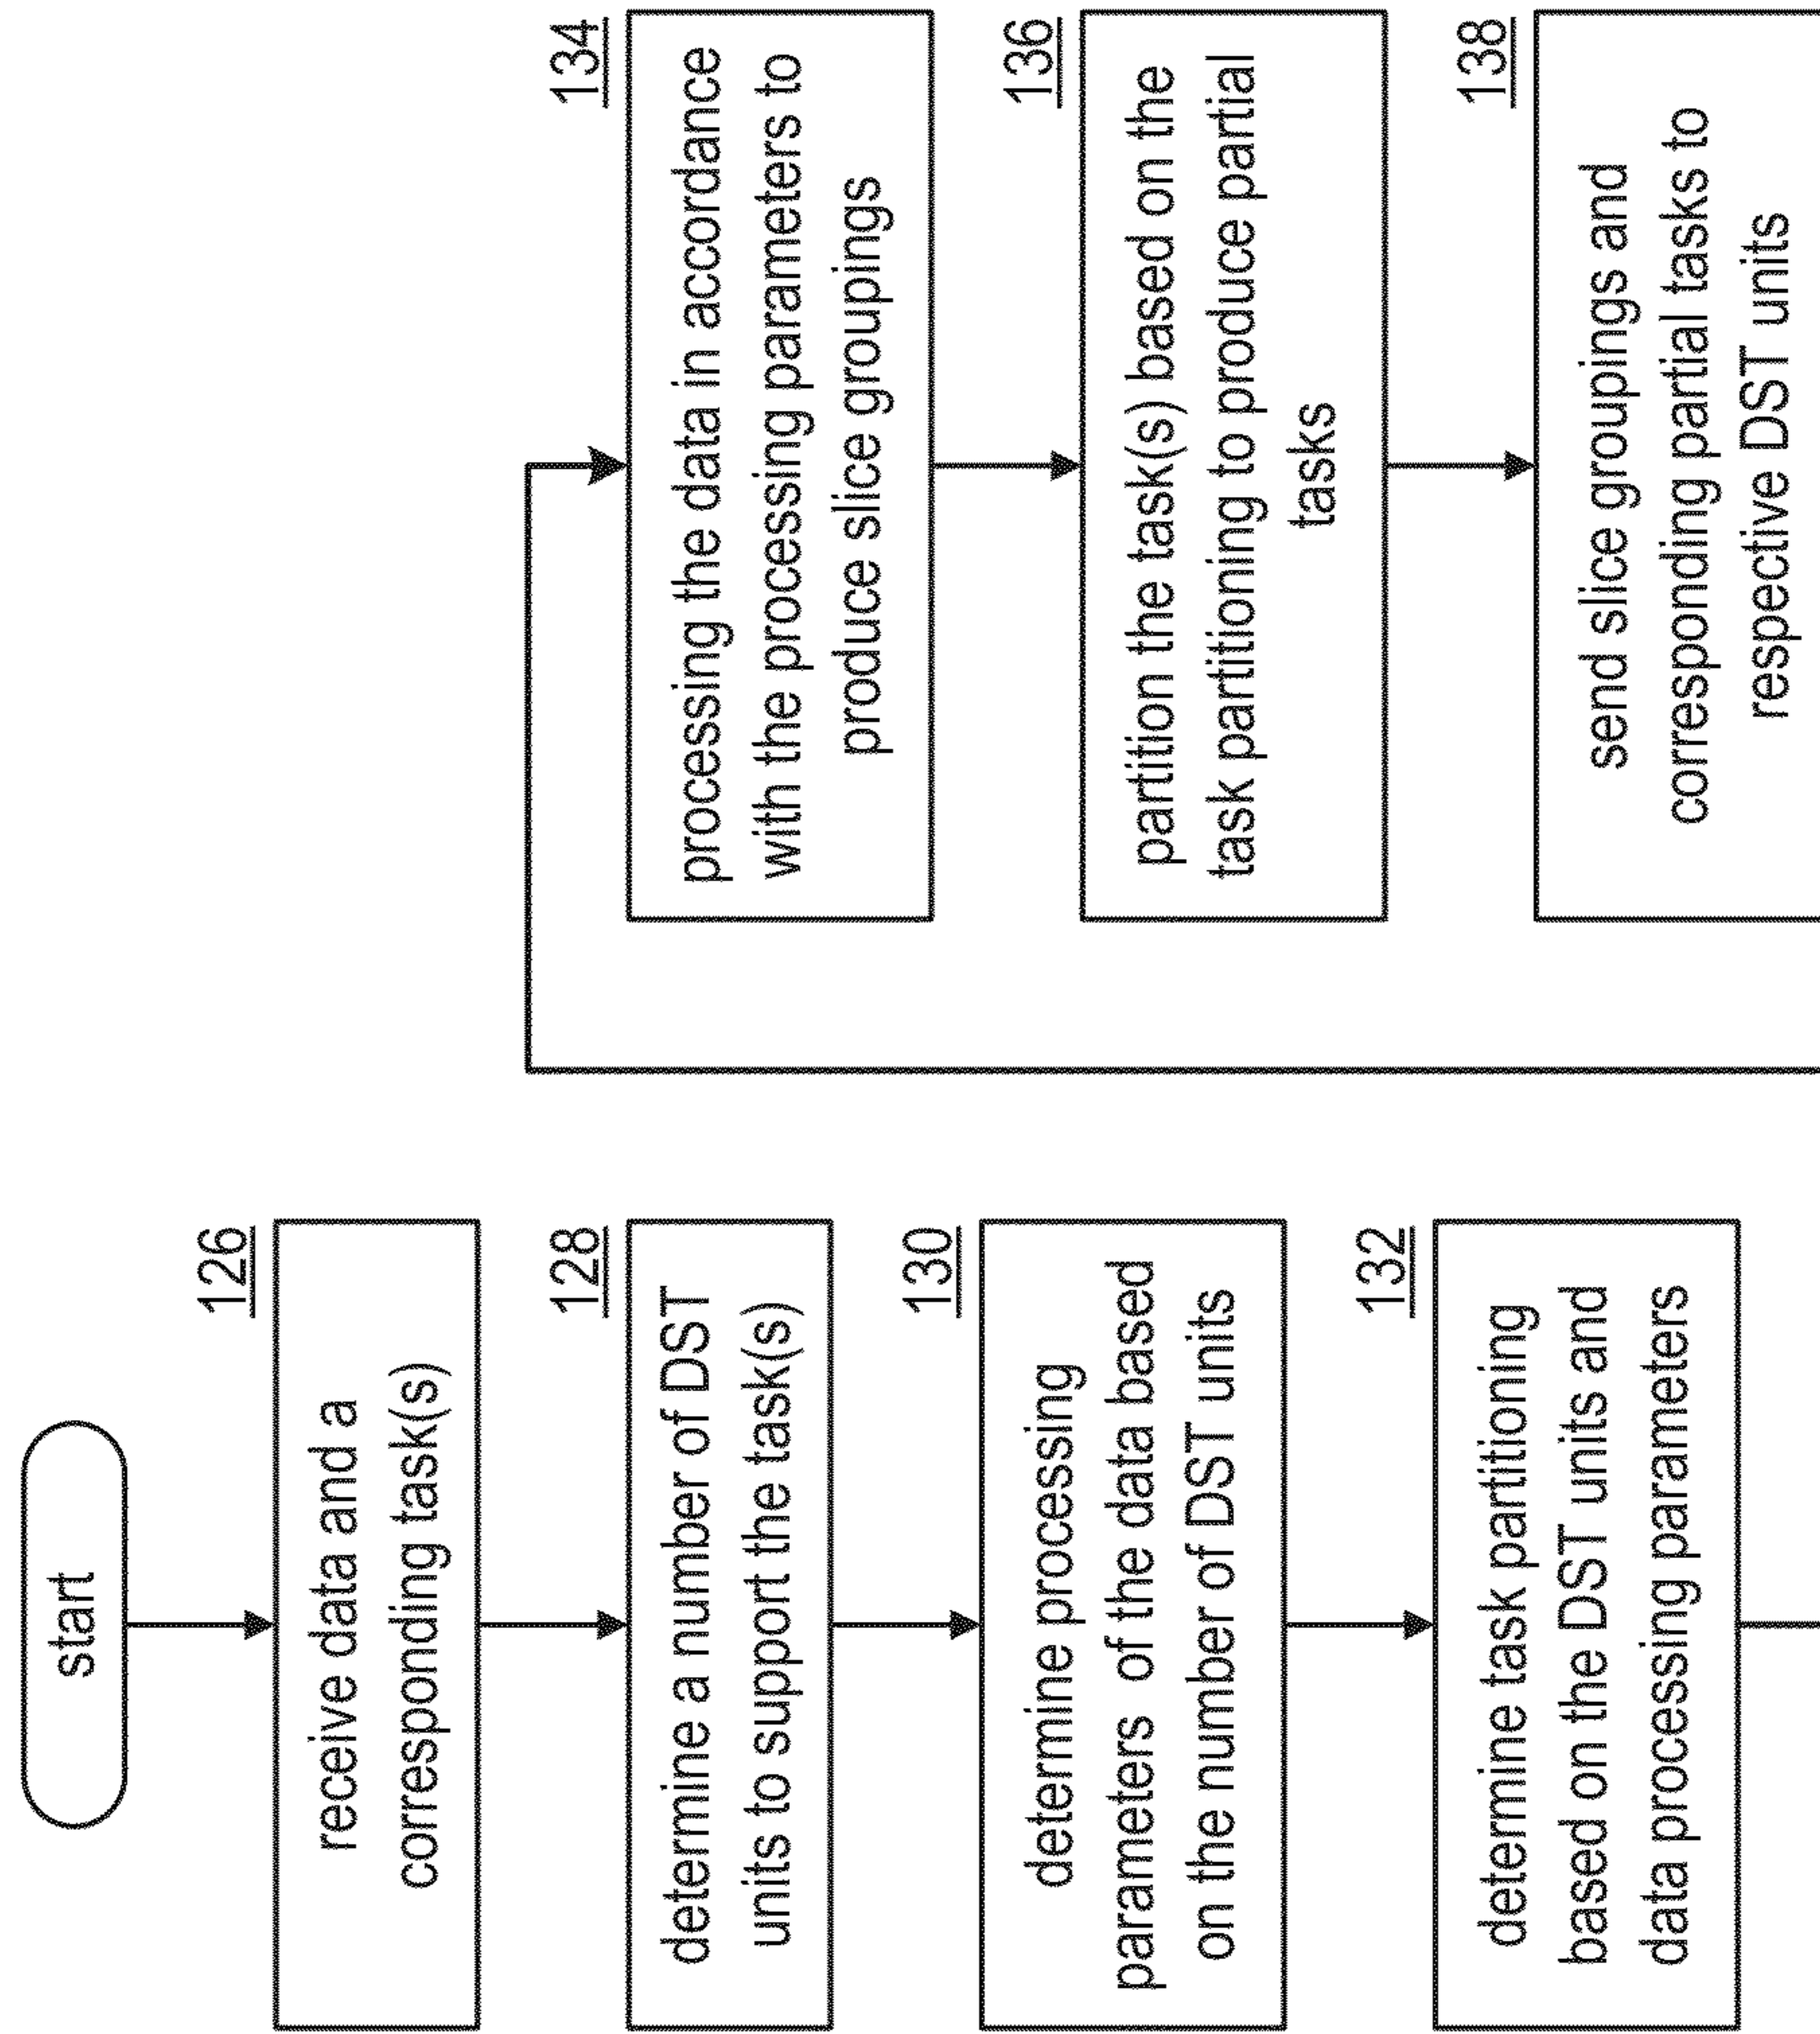 start
126
receive data and a
corresponding task(s)
128
determine a number of DST
units to support the task(s)
130
determine processing
parameters of the data based
on the number of DST units
132
determine task partitioning
based on the DST units and
data processing parameters
134
processing the data in accordance
with the processing parameters to
produce slice groupings
136
partition the task(s) based on the
task partitioning to produce partial
tasks
138
send slice groupings and
corresponding partial tasks to
respective DST units